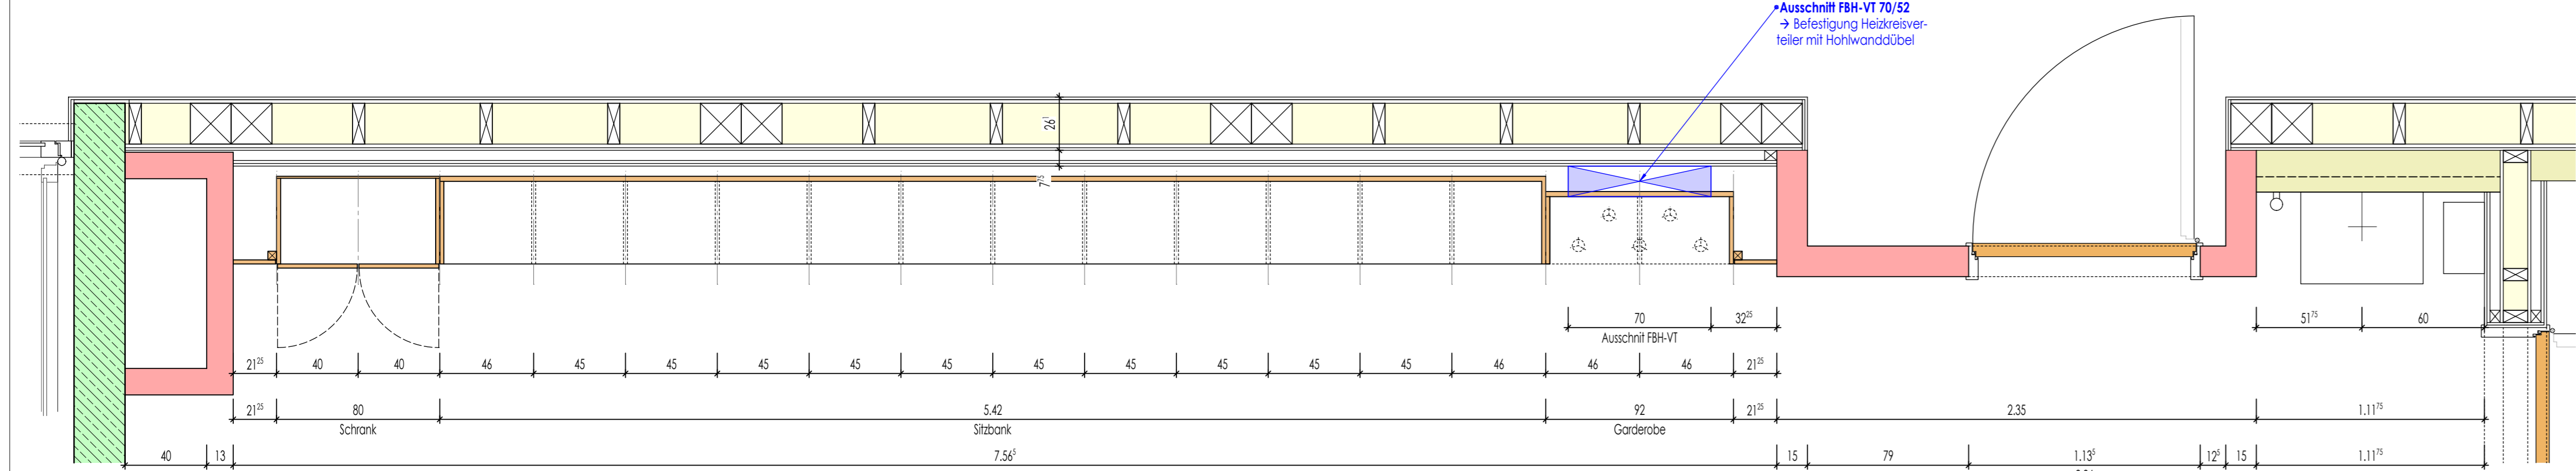 Ausschnitt FBH-VT 70/52
→ Befestigung Heizkreisver-
teiler mit Hohlwanddübel
26¹
7⁷⁵
70 32²⁵ 51⁷⁵ 60
Ausschnit FBH-VT
21²⁵ 40 40 46 45 45 45 45 45 45 45 45 45 45 46 46 46 21²⁵
21²⁵ 80 5.42 92 21²⁵ 2.35 1.11⁷⁵
Schrank Sitzbank Garderobe
40 13 7.56⁵ 15 79 1.13⁵ 12⁵ 15 1.11⁷⁵